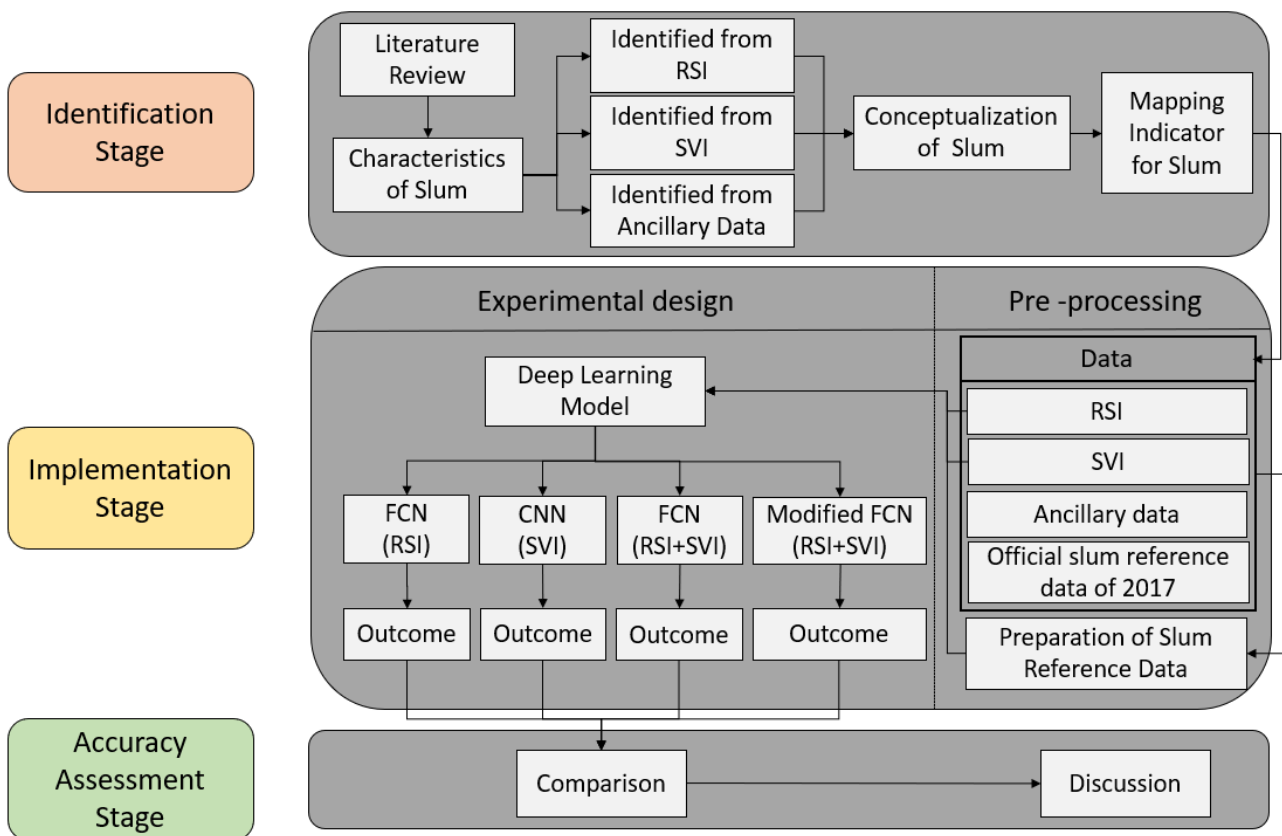 Identification
Stage
Literature
Review
Characteristics
of Slum
Identified from
RSI
Identified from
SVI
Identified from
Ancillary Data
Conceptualization
of Slum
Mapping
Indicator
for Slum
Implementation
Stage
Experimental design
Pre -processing
Deep Learning
Model
FCN
(RSI)
CNN
(SVI)
FCN
(RSI+SVI)
Modified FCN
(RSI+SVI)
Outcome
Outcome
Outcome
Outcome
Data
RSI
SVI
Ancillary data
Official slum reference
data of 2017
Preparation of Slum
Reference Data
Accuracy
Assessment
Stage
Comparison
Discussion